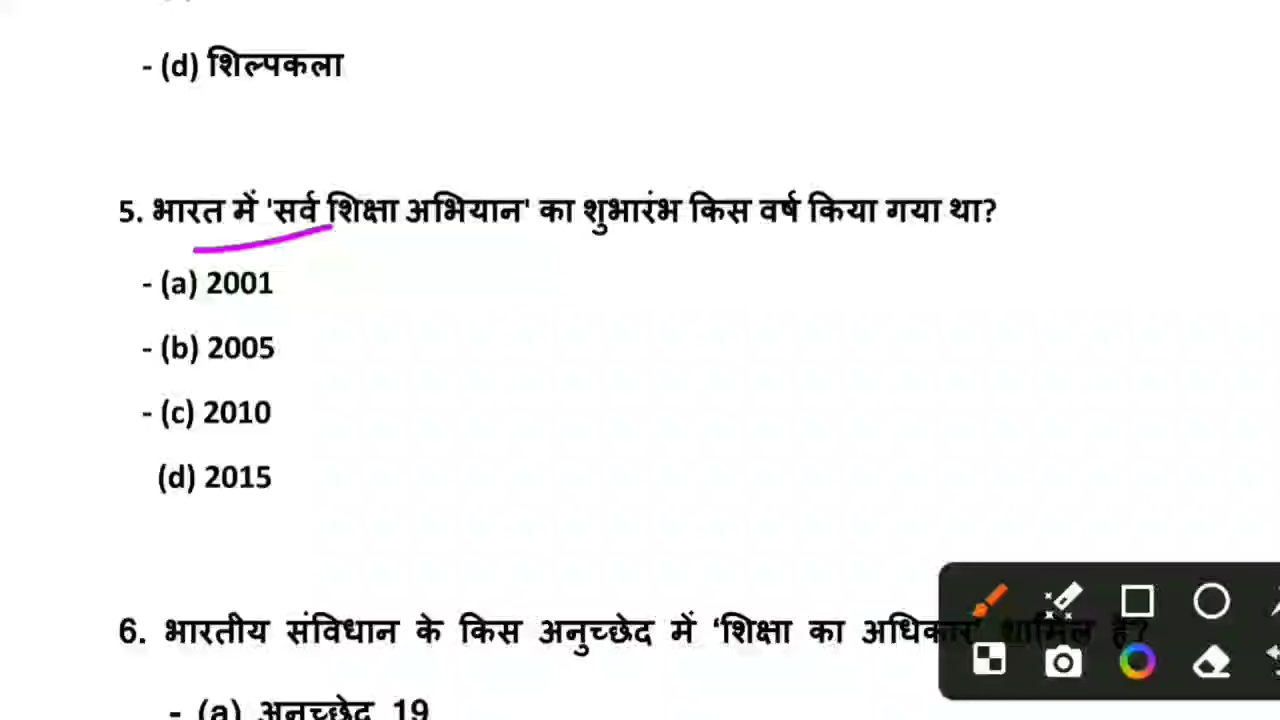 - (d) शिल्पकला
5. भारत में 'सर्व शिक्षा अभियान' का शुभारंभ किस वर्ष किया गया था?
- (a) 2001
- (b) 2005
- (c) 2010
(d) 2015
6. भारतीय संविधान के किस अनुच्छेद में ‘शिक्षा का अधिकार’ शामिल है?
- (a) अनुच्छेद 19